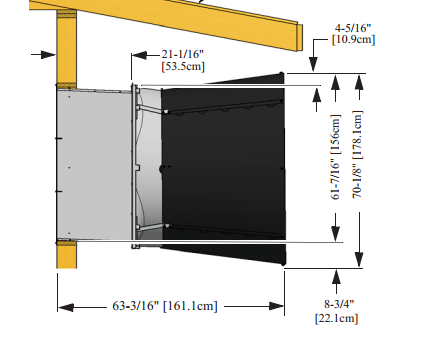 4-5/16"
[10.9cm]
21-1/16"
[53.5cm]
61-7/16" [156cm]
70-1/8" [178.1cm]
63-3/16" [161.1cm]
8-3/4"
[22.1cm]